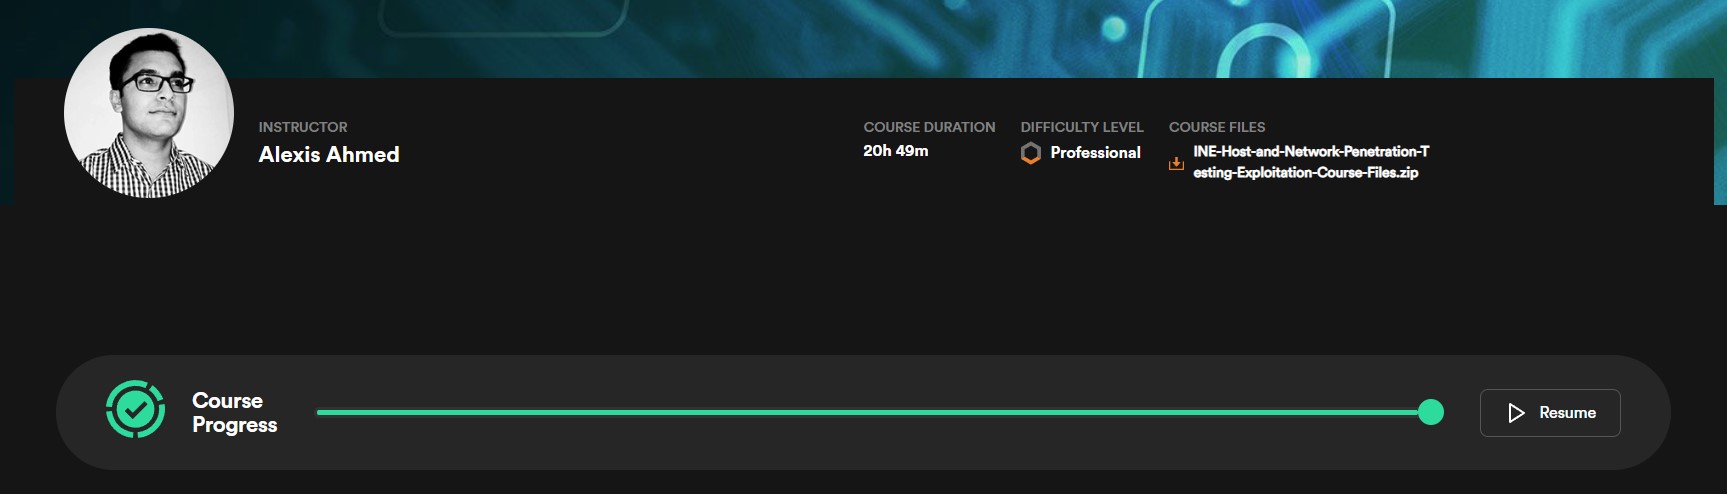 INSTRUCTOR
Alexis Ahmed
COURSE DURATION
20h 49m
DIFFICULTY LEVEL
Professional
COURSE FILES
INE-Host-and-Network-Penetration-T
esting-Exploitation-Course-Files.zip
Course
Progress
Resume